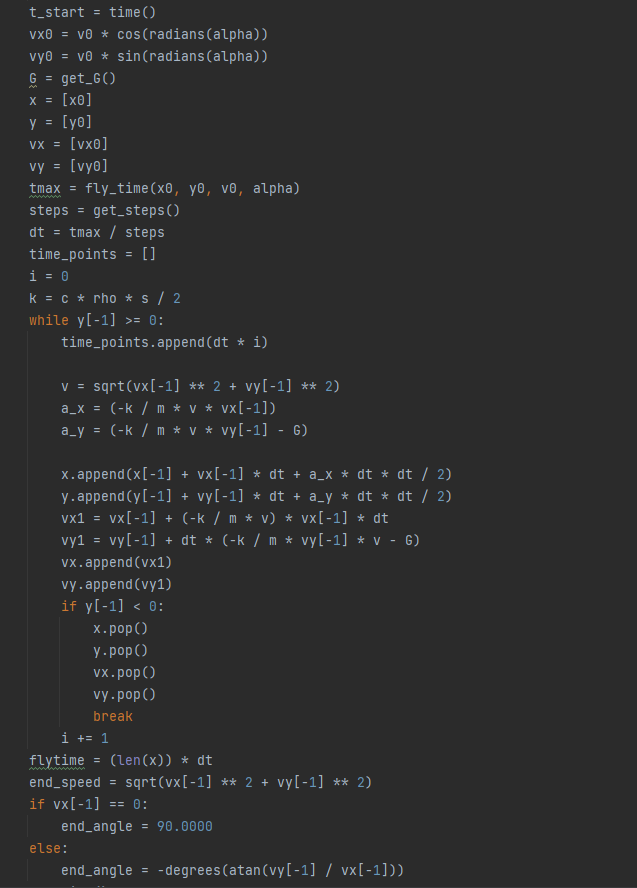 t_start = time()
vx0 = v0 * cos(radians(alpha))
vy0 = v0 * sin(radians(alpha))
G = get_G()
x = [x0]
y = [y0]
vx = [vx0]
vy = [vy0]
tmax = fly_time(x0, y0, v0, alpha)
steps = get_steps()
dt = tmax / steps
time_points = []
i = 0
k = c * rho * s / 2
while y[-1] >= 0:
    time_points.append(dt * i)

    v = sqrt(vx[-1] ** 2 + vy[-1] ** 2)
    a_x = (-k / m * v * vx[-1])
    a_y = (-k / m * v * vy[-1] - G)

    x.append(x[-1] + vx[-1] * dt + a_x * dt * dt / 2)
    y.append(y[-1] + vy[-1] * dt + a_y * dt * dt / 2)
    vx1 = vx[-1] + (-k / m * v) * vx[-1] * dt
    vy1 = vy[-1] + dt * (-k / m * vy[-1] * v - G)
    vx.append(vx1)
    vy.append(vy1)
    if y[-1] < 0:
        x.pop()
        y.pop()
        vx.pop()
        vy.pop()
        break
    i += 1
flytime = (len(x)) * dt
end_speed = sqrt(vx[-1] ** 2 + vy[-1] ** 2)
if vx[-1] == 0:
    end_angle = 90.0000
else:
    end_angle = -degrees(atan(vy[-1] / vx[-1]))